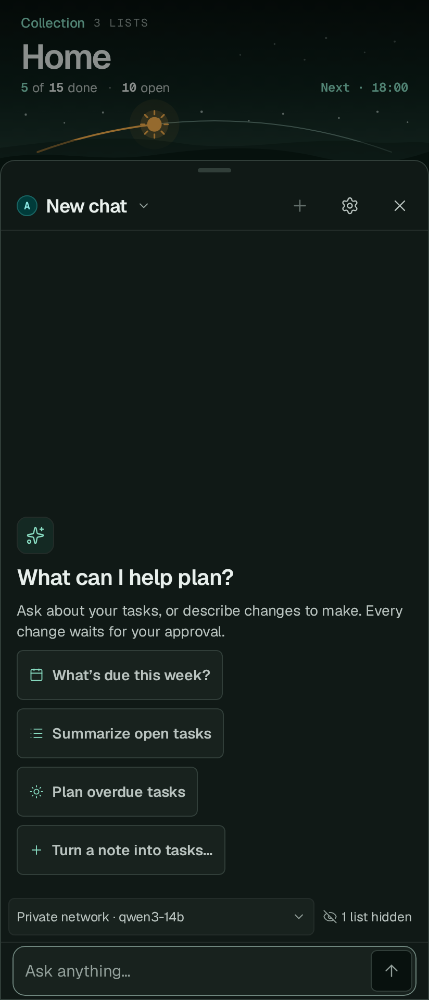 Collection 3 LISTS
Home
5 of 15 done · 10 open
Next · 18:00
A New chat
What can I help plan?
Ask about your tasks, or describe changes to make. Every
change waits for your approval.
What's due this week?
Summarize open tasks
Plan overdue tasks
Turn a note into tasks...
Private network · qwen3-14b
1 list hidden
Ask anything...